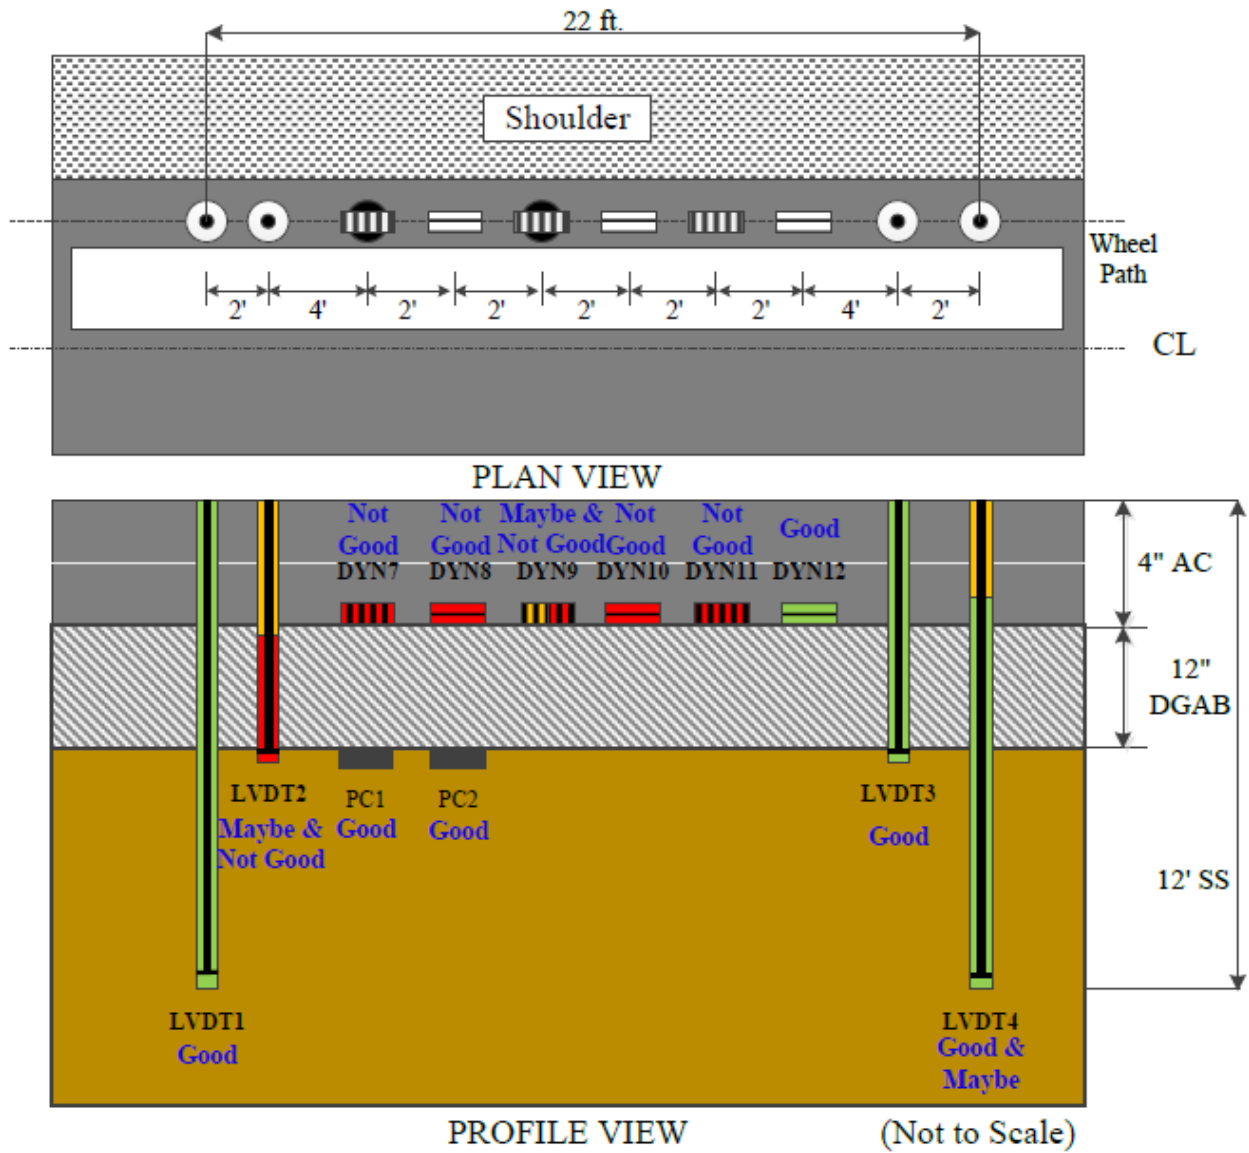 22 ft.
Shoulder
Wheel
Path
2' 4' 2' 2' 2' 2' 2' 4' 2'
CL
PLAN VIEW
Not Not Maybe & Not Not Good
Good Good Not Good Good Good
DYN7 DYN8 DYN9 DYN10 DYN11 DYN12
4" AC
12"
DGAB
LVDT2 PC1 PC2 LVDT3
Maybe & Good Good Good
Not Good
12' SS
LVDT1 LVDT4
Good Good &
Maybe
PROFILE VIEW (Not to Scale)